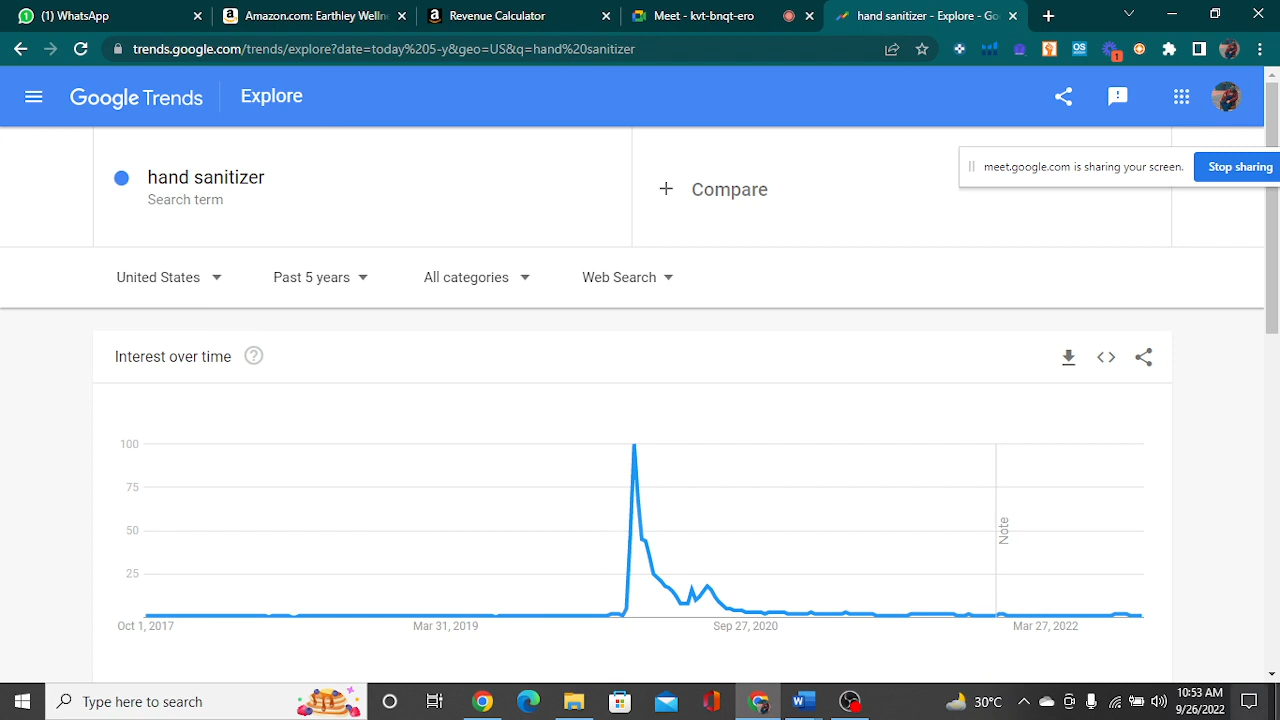 (1) WhatsApp
Amazon.com: Earthley Welln
Revenue Calculator
Meet - kvt-bnqt-ero
hand sanitizer - Explore - Goo
trends.google.com/trends/explore?date=today%205-y&geo=US&q=hand%20sanitizer
OS
1
Google Trends
Explore
hand sanitizer
Search term
+ Compare
meet.google.com is sharing your screen.
Stop sharing
United States
Past 5 years
All categories
Web Search
Interest over time
100
75
50
25
Note
Oct 1, 2017
Mar 31, 2019
Sep 27, 2020
Mar 27, 2022
Type here to search
30°C
10:53 AM
9/26/2022